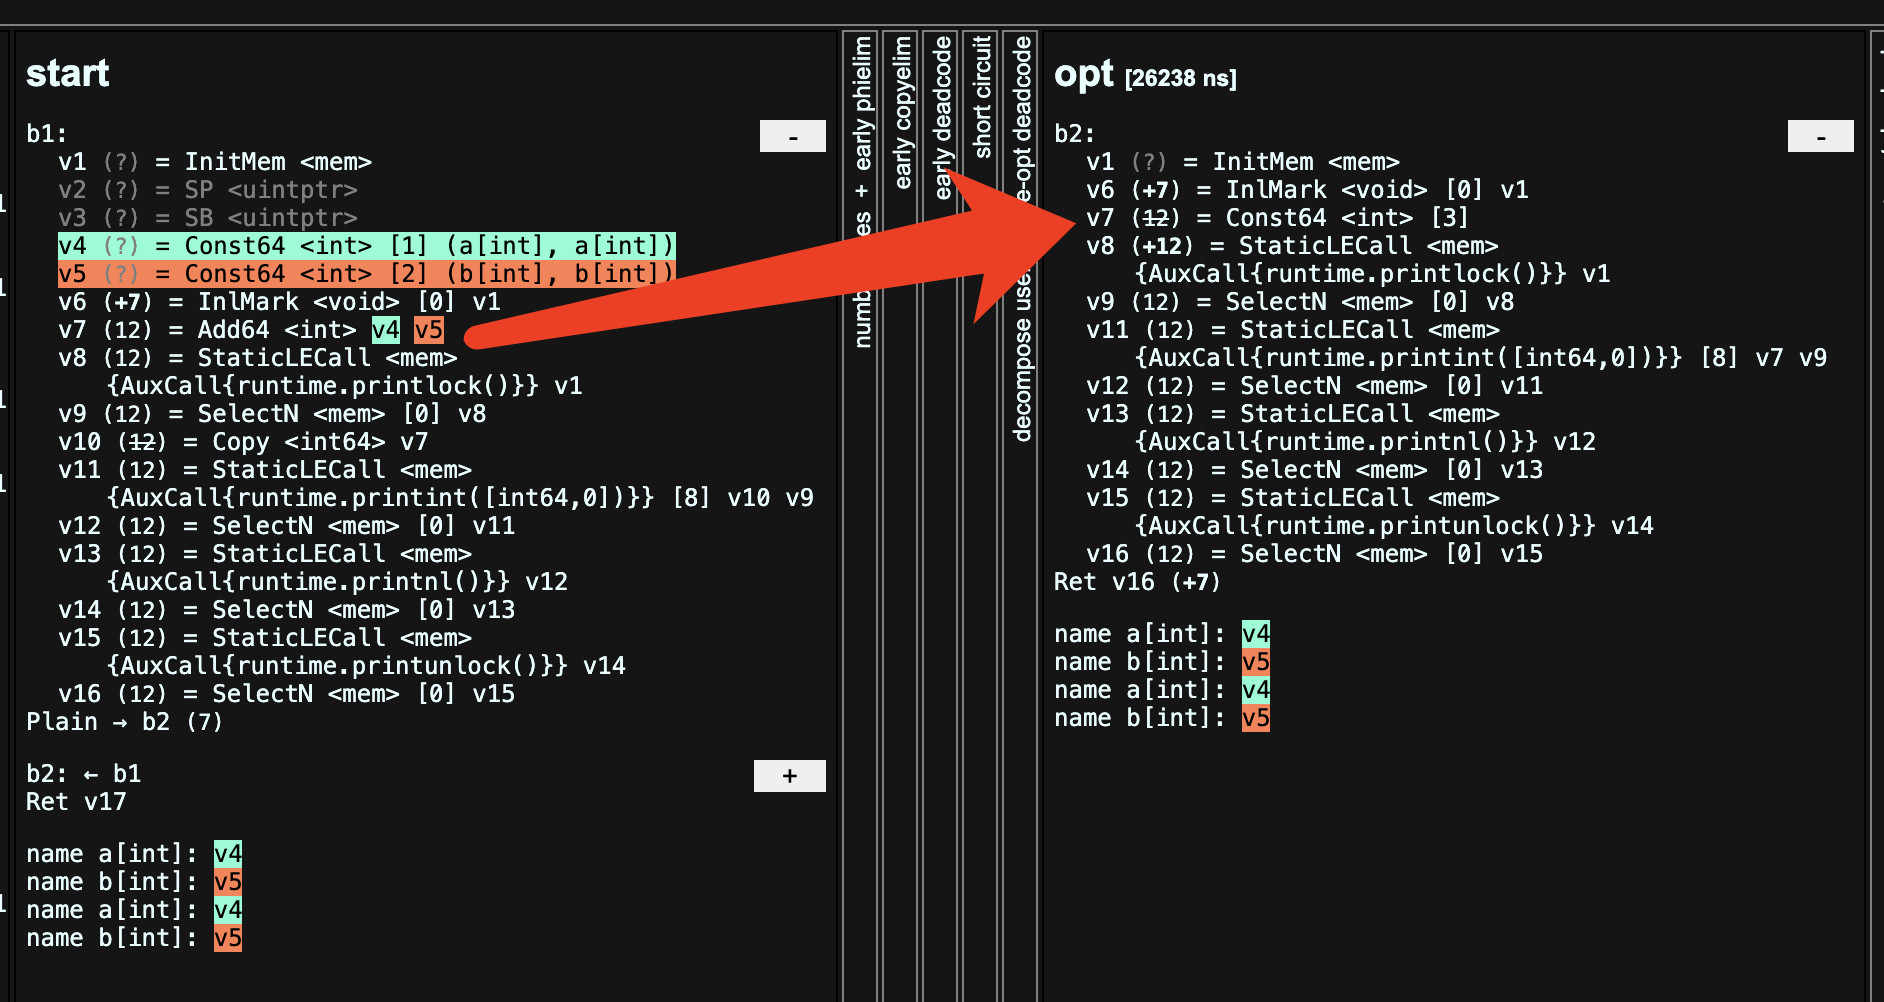 start
b1:
-
v1 (?) = InitMem <mem>
v2 (?) = SP <uintptr>
v3 (?) = SB <uintptr>
v4 (?) = Const64 <int> [1] (a[int], a[int])
v5 (?) = Const64 <int> [2] (b[int], b[int])
v6 (+7) = InlMark <void> [0] v1
v7 (12) = Add64 <int> v4 v5
v8 (12) = StaticLECall <mem>
{AuxCall{runtime.printlock()}} v1
v9 (12) = SelectN <mem> [0] v8
v10 (12) = Copy <int64> v7
v11 (12) = StaticLECall <mem>
{AuxCall{runtime.printint([int64,0])}} [8] v10 v9
v12 (12) = SelectN <mem> [0] v11
v13 (12) = StaticLECall <mem>
{AuxCall{runtime.printnl()}} v12
v14 (12) = SelectN <mem> [0] v13
v15 (12) = StaticLECall <mem>
{AuxCall{runtime.printunlock()}} v14
v16 (12) = SelectN <mem> [0] v15
Plain → b2 (7)
b2: ← b1
+
Ret v17
name a[int]: v4
name b[int]: v5
name a[int]: v4
name b[int]: v5
+ early phielim
early copyelim
early deadcode
short circuit
decompose deadcode
opt [26238 ns]
b2:
-
v1 (?) = InitMem <mem>
v6 (+7) = InlMark <void> [0] v1
v7 (12) = Const64 <int> [3]
v8 (+12) = StaticLECall <mem>
{AuxCall{runtime.printlock()}} v1
v9 (12) = SelectN <mem> [0] v8
v11 (12) = StaticLECall <mem>
{AuxCall{runtime.printint([int64,0])}} [8] v7 v9
v12 (12) = SelectN <mem> [0] v11
v13 (12) = StaticLECall <mem>
{AuxCall{runtime.printnl()}} v12
v14 (12) = SelectN <mem> [0] v13
v15 (12) = StaticLECall <mem>
{AuxCall{runtime.printunlock()}} v14
v16 (12) = SelectN <mem> [0] v15
Ret v16 (+7)
name a[int]: v4
name b[int]: v5
name a[int]: v4
name b[int]: v5